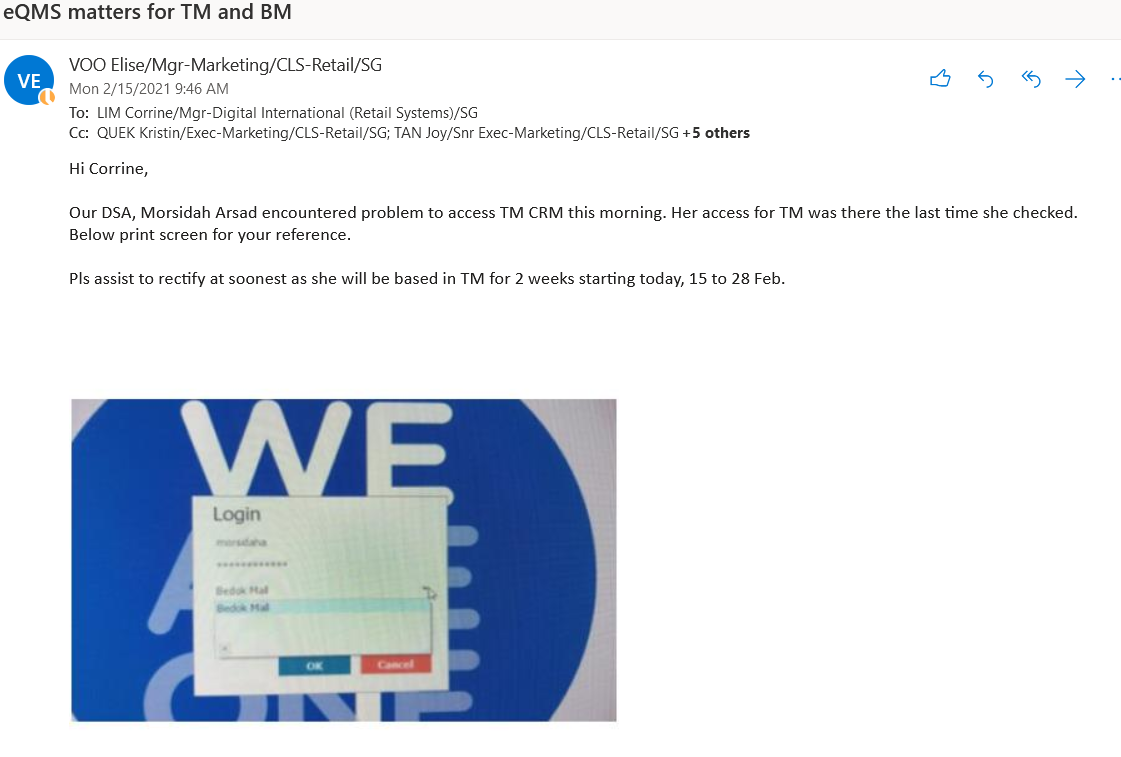 eQMS matters for TM and BM
VE
VOO Elise/Mgr-Marketing/CLS-Retail/SG
Mon 2/15/2021 9:46 AM
To: LIM Corrine/Mgr-Digital International (Retail Systems)/SG
Cc: QUEK Kristin/Exec-Marketing/CLS-Retail/SG; TAN Joy/Snr Exec-Marketing/CLS-Retail/SG +5 others
Hi Corrine,
Our DSA, Morsidah Arsad encountered problem to access TM CRM this morning. Her access for TM was there the last time she checked.
Below print screen for your reference.
Pls assist to rectify at soonest as she will be based in TM for 2 weeks starting today, 15 to 28 Feb.
WE
Login
morsidaha
************
Bedok Mall
Bedok Mall
OK
Cancel
A
ONE